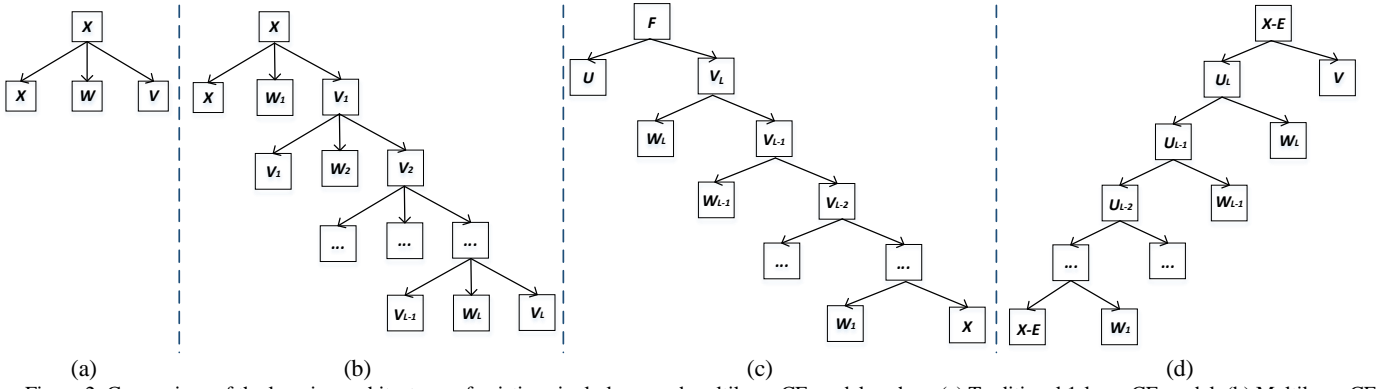 X
X W V
X
X W1 V1
V1 W2 V2
... ... ...
VL-1 WL VL
F
U VL
WL VL-1
WL-1 VL-2
... ...
W1 X
X-E
UL V
UL-1 WL
UL-2 WL-1
... ...
X-E W1
(a) (b) (c) (d)